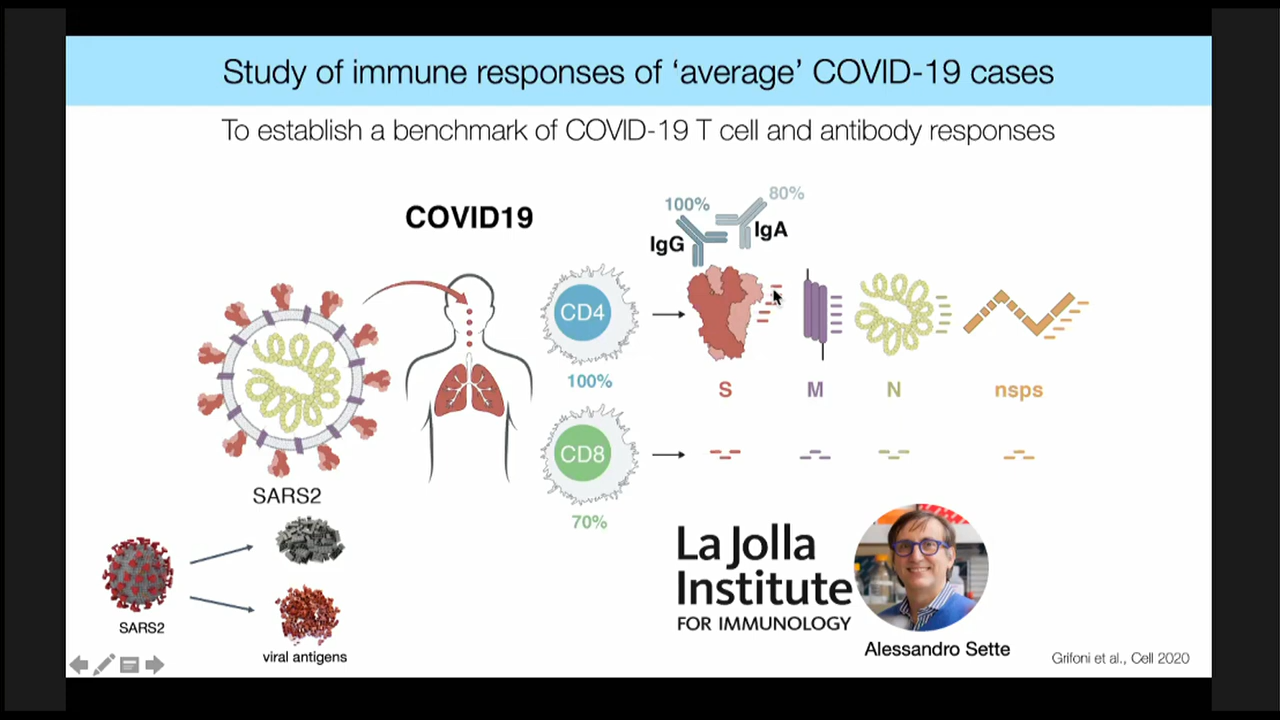 Study of immune responses of ‘average’ COVID-19 cases
To establish a benchmark of COVID-19 T cell and antibody responses
COVID19
100%
80%
IgG
IgA
CD4
100%
S
M
N
nsps
CD8
70%
SARS2
SARS2
viral antigens
La Jolla
Institute
FOR IMMUNOLOGY
Alessandro Sette
Grifoni et al., Cell 2020